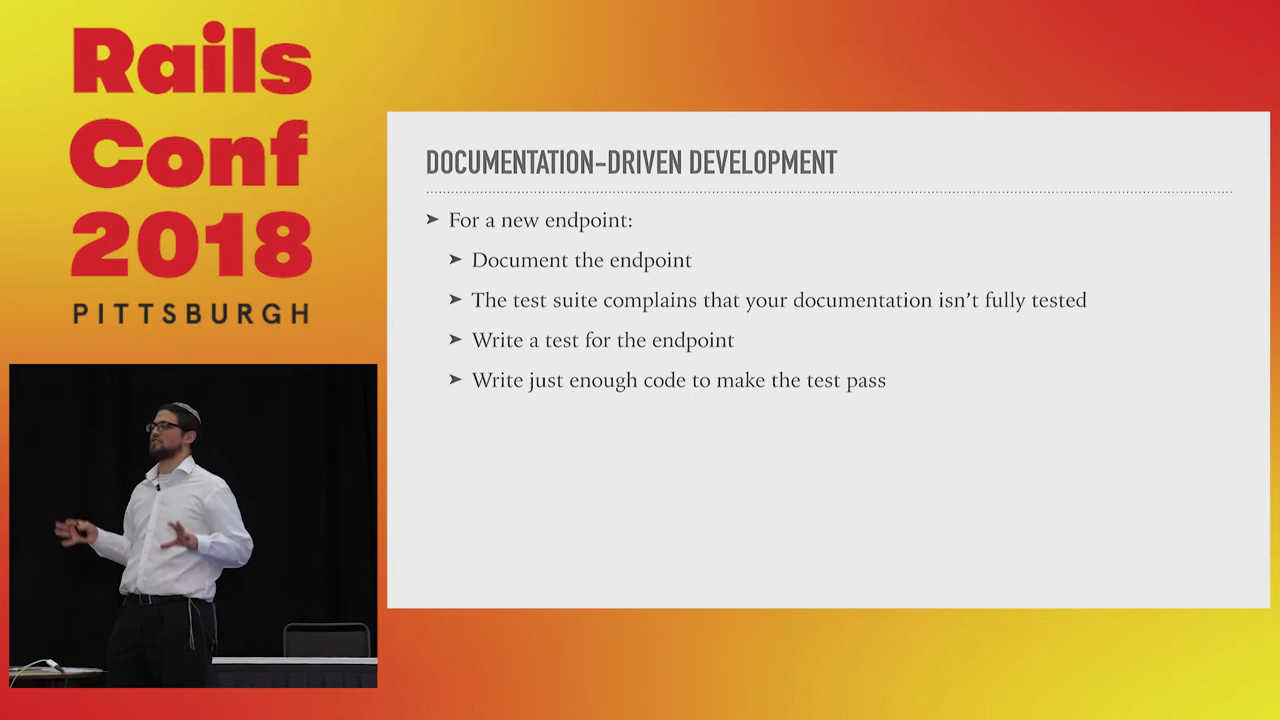 Rails
Conf
2018
PITTSBURGH
DOCUMENTATION-DRIVEN DEVELOPMENT
➤ For a new endpoint:
➤ Document the endpoint
➤ The test suite complains that your documentation isn’t fully tested
➤ Write a test for the endpoint
➤ Write just enough code to make the test pass